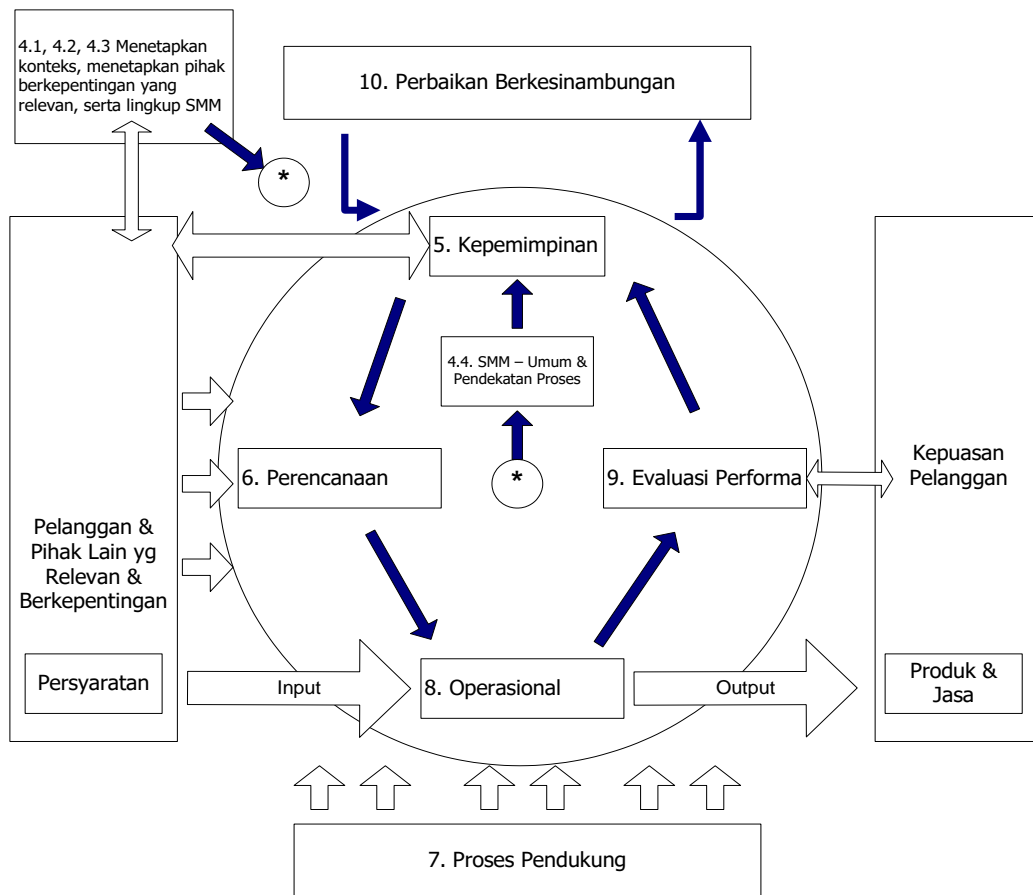 4.1, 4.2, 4.3 Menetapkan
konteks, menetapkan pihak
berkepentingan yang
relevan, serta lingkup SMM
10. Perbaikan Berkesinambungan
*
5. Kepemimpinan
4.4. SMM – Umum &
Pendekatan Proses
6. Perencanaan
*
9. Evaluasi Performa
Kepuasan
Pelanggan
Pelanggan &
Pihak Lain yg
Relevan &
Berkepentingan
Persyaratan
Input
8. Operasional
Output
Produk &
Jasa
7. Proses Pendukung